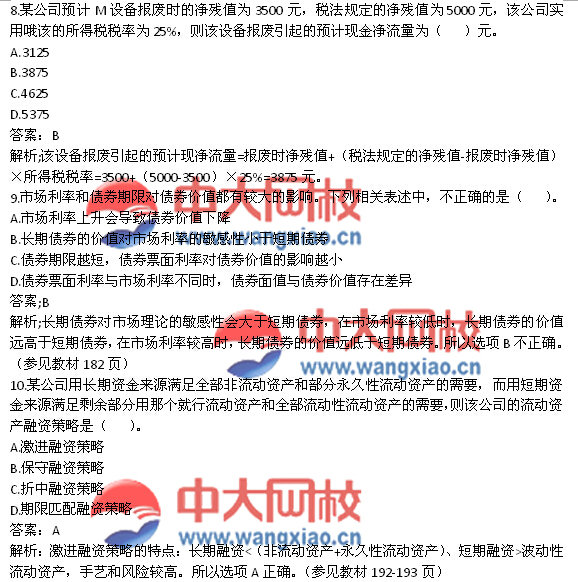 8.某公司预计 M 设备报废时的净残值为 3500 元，税法规定的净残值为 5000 元，该公司实
用哦该的所得税税率为 25%，则该设备报废引起的预计现金净流量为（ ）元。
A.3125
B.3875
C.4625
D.5375
答案：B
解析;该设备报废引起的预计现净流量=报废时净残值+（税法规定的净残值-报废时净残值）
×所得税税率=3500+（5000-3500）×25%=3875 元。
9.市场利率和债券期限对债券价值都有较大的影响。下列相关表述中，不正确的是（ ）。
A.市场利率上升会导致债券价值下降
B.长期债券的价值对市场利率的敏感性小于短期债券
C.债券期限越短，债券票面利率对债券价值的影响越小
D.债券票面利率与市场利率不同时，债券面值与债券价值存在差异
答案;B
解析;长期债券对市场理论的敏感性会大于短期债券，在市场利率较低时，长期债券的价值
远高于短期债券，在市场利率较高时，长期债券的价值远低于短期债券。所以选项 B 不正确。
（参见教材 182 页）
10.某公司用长期资金来源满足全部非流动资产和部分永久性流动资产的需要，而用短期资
金来源满足剩余部分用那个就行流动资产和全部流动性流动资产的需要，则该公司的流动资
产融资策略是（ ）。
A.激进融资策略
B.保守融资策略
C.折中融资策略
D.期限匹配融资策略
答案：A
解析：激进融资策略的特点：长期融资<（非流动资产+永久性流动资产）、短期融资>波动性
流动资产，手艺和风险较高。所以选项 A 正确。（参见教材 192-193 页）
中大网校
www.wangxiao.cn
中大网校
www.wangxiao.cn
中大网校
www.wangxiao.cn